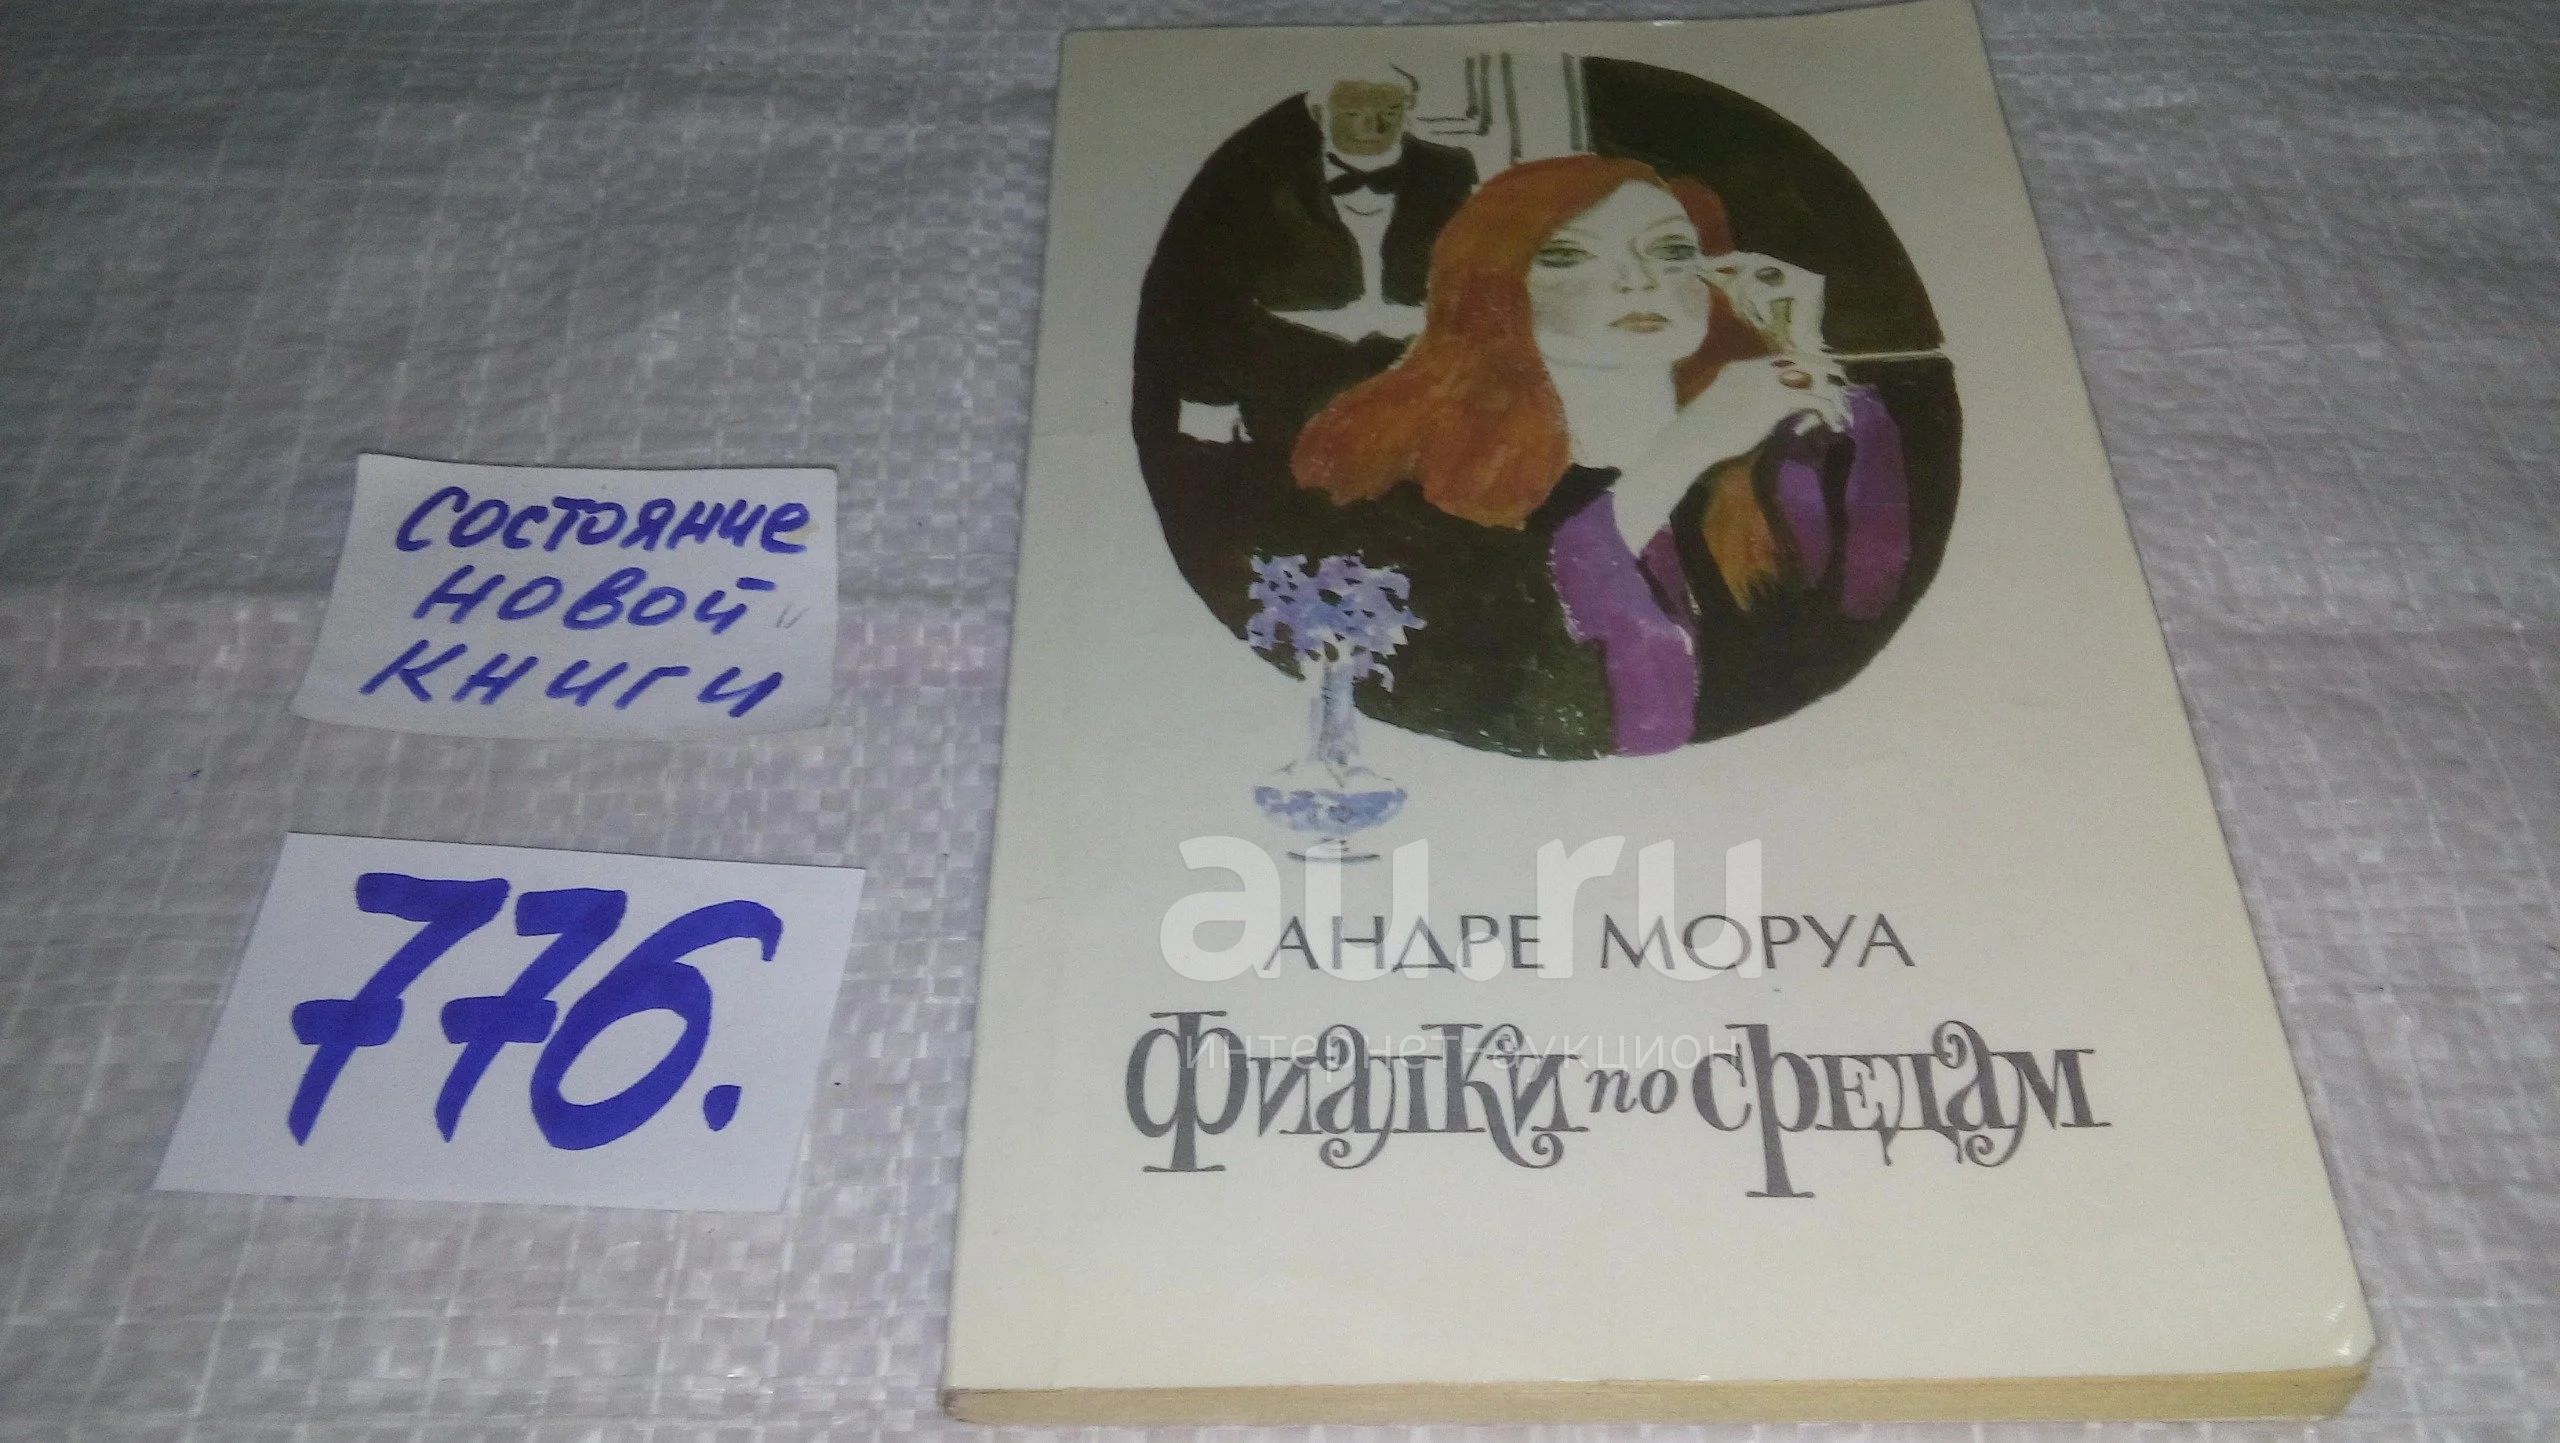 состояние
новой
книги
776.
au.ru
АНДРЕ МОРУА
интернет-аукцион
Фиалки по средам